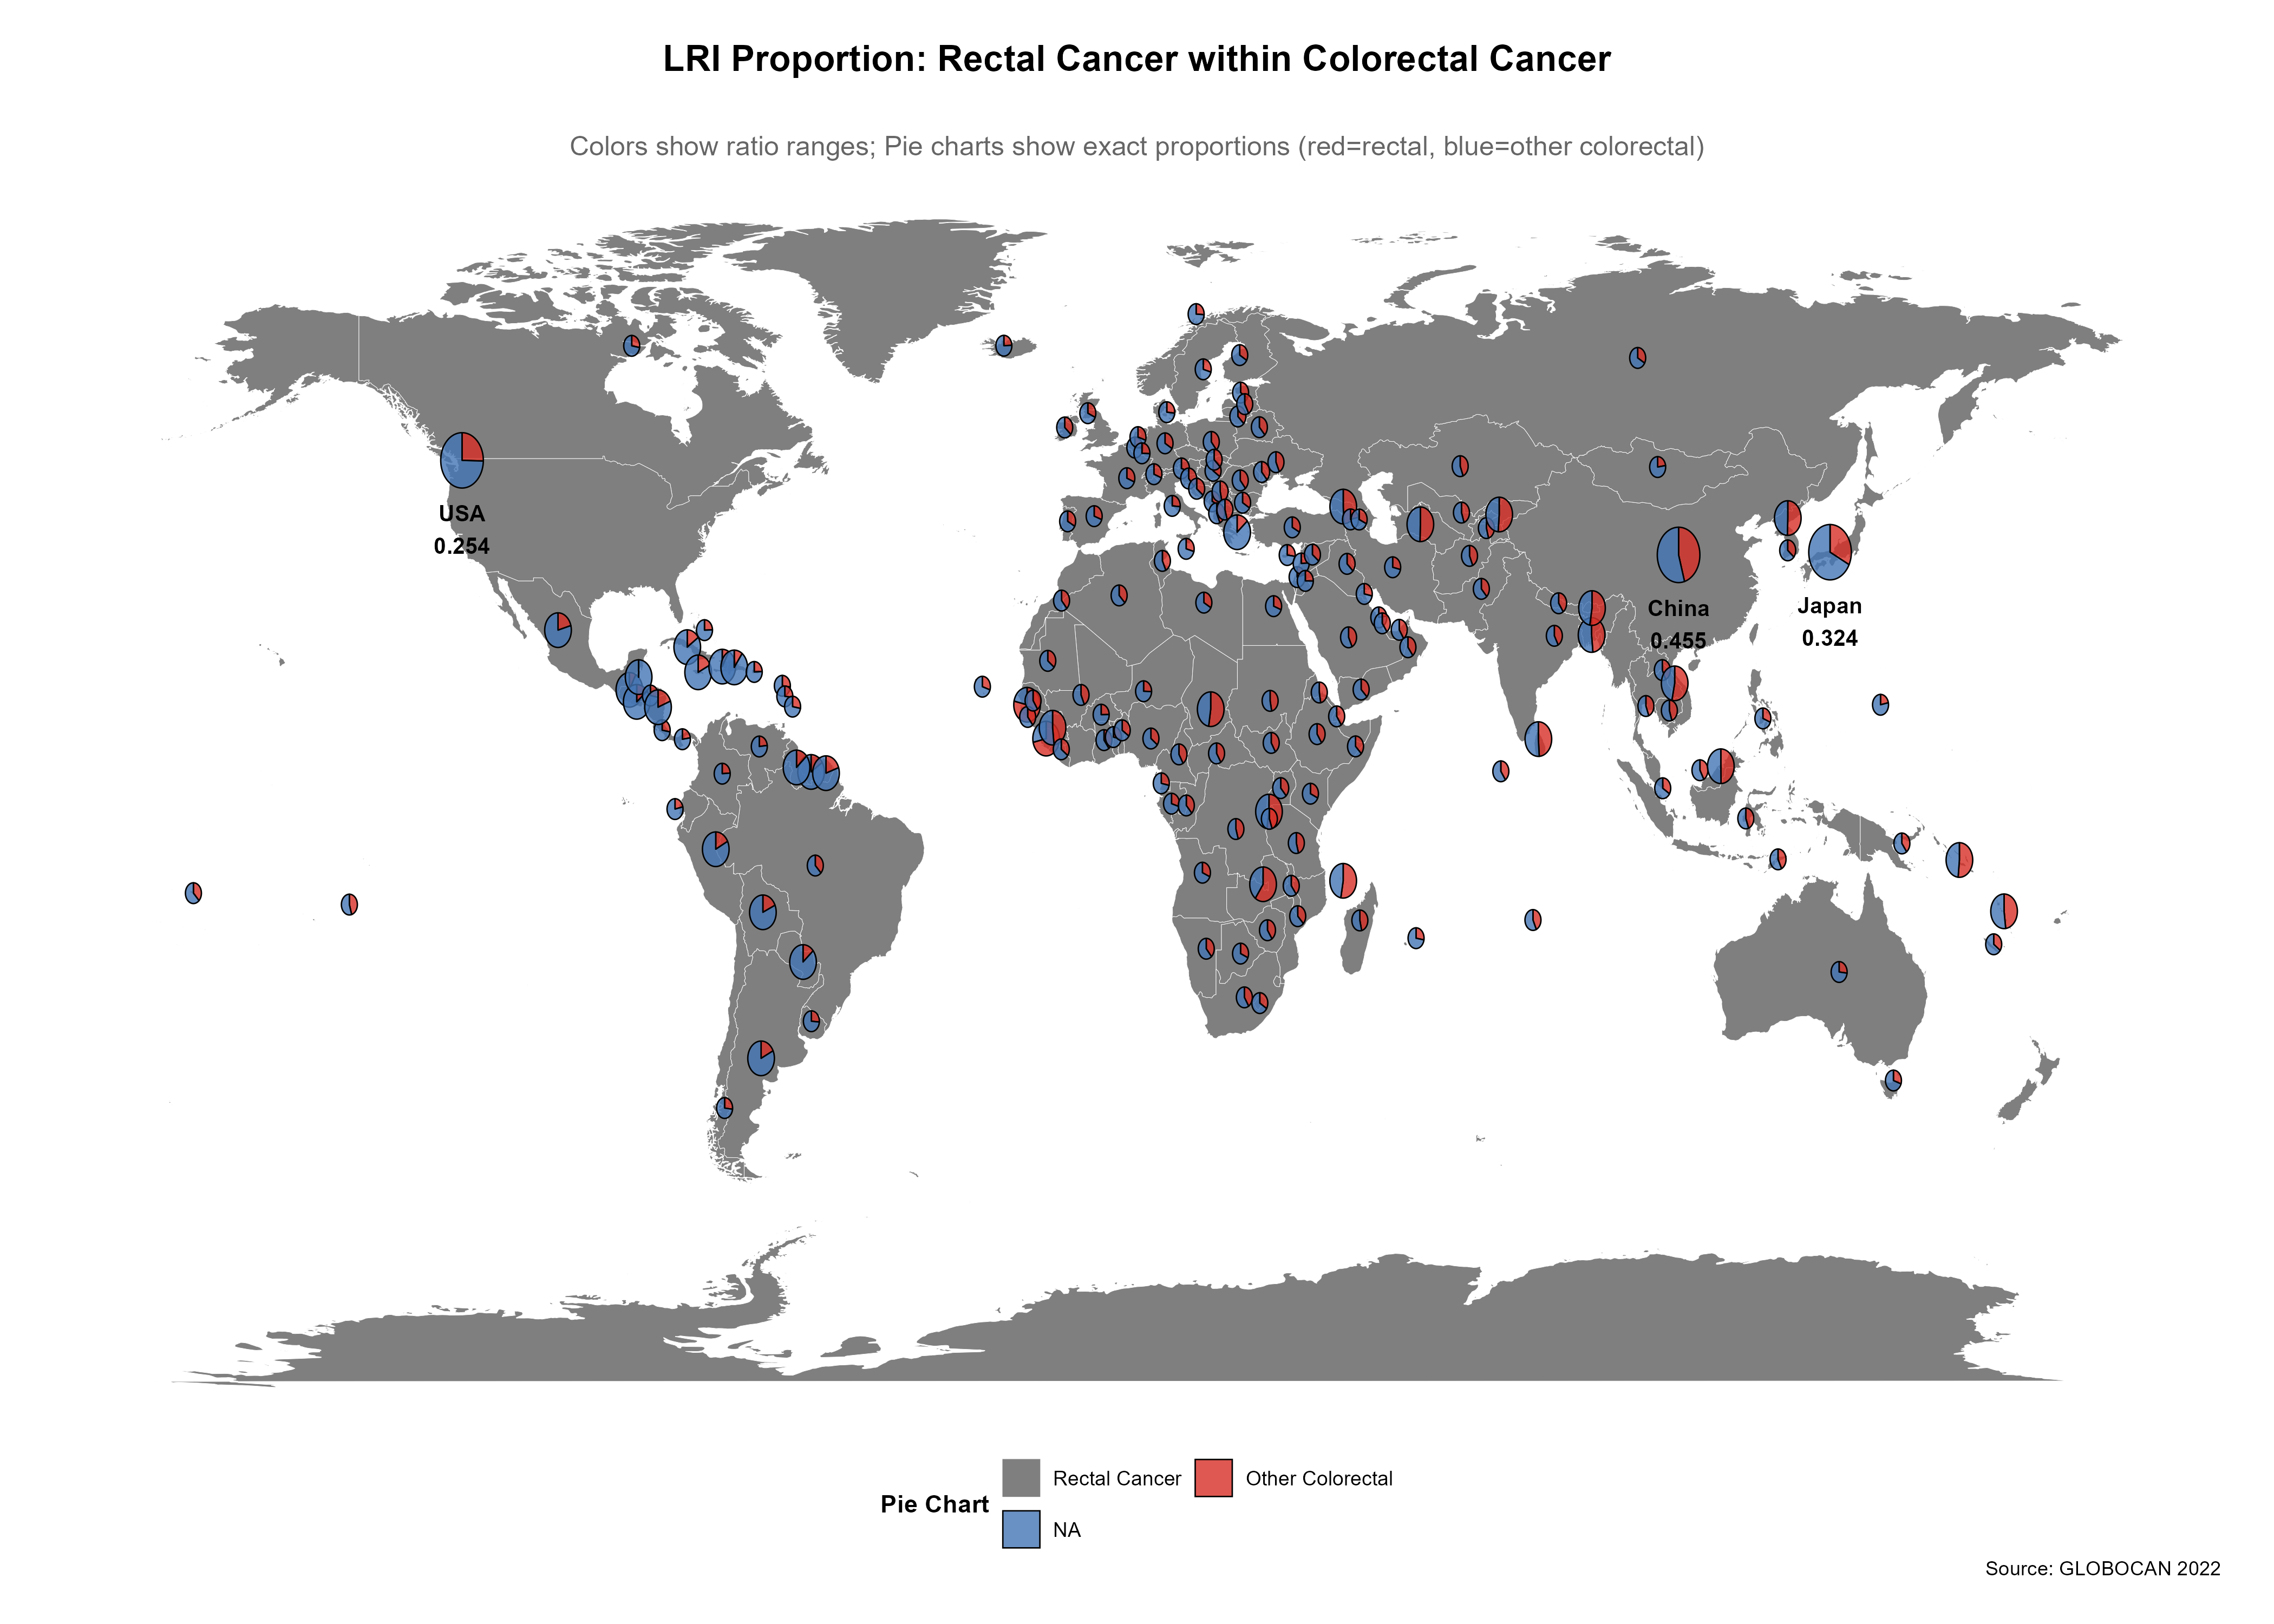 LRI Proportion: Rectal Cancer within Colorectal Cancer
Colors show ratio ranges; Pie charts show exact proportions (red=rectal, blue=other colorectal)
USA
0.254
China
0.455
Japan
0.324
Pie Chart
Rectal Cancer
Other Colorectal
NA
Source: GLOBOCAN 2022